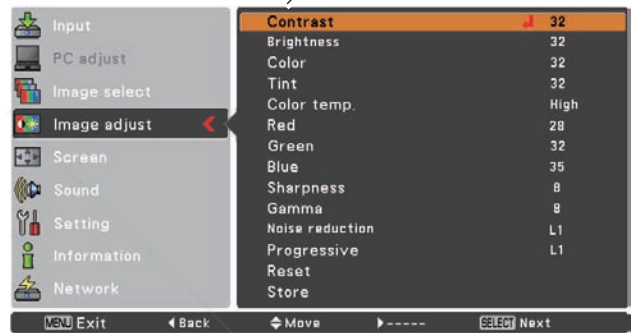 Input
PC adjust
Image select
Image adjust
Screen
Sound
Setting
Information
Network
Contrast 32
Brightness 32
Color 32
Tint 32
Color temp. High
Red 28
Green 32
Blue 35
Sharpness 8
Gamma 8
Noise reduction L1
Progressive L1
Reset
Store
MENU Exit Back Move ----- SELECT Next